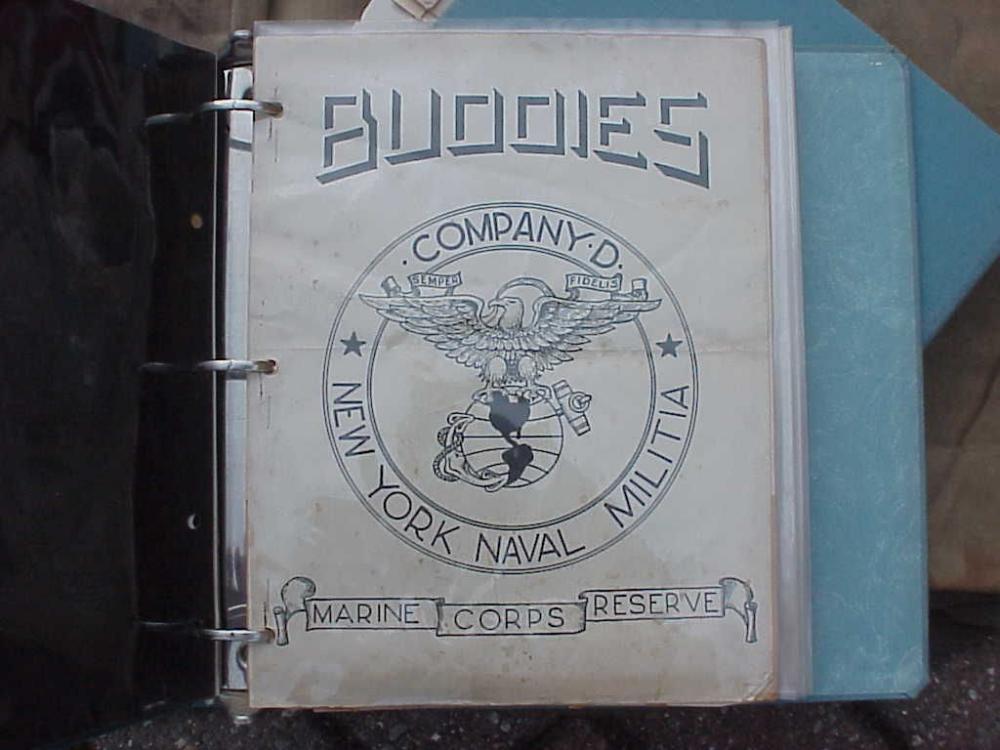 BUDDIES
· COMPANY · D ·
SEMPER FIDELIS
NEW YORK NAVAL MILITIA
MARINE CORPS RESERVE